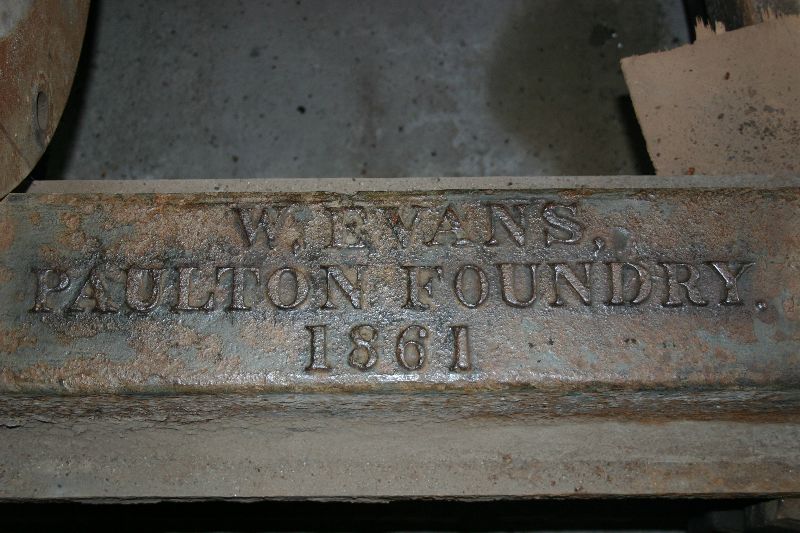 W. EVANS,
PAULTON FOUNDRY.
1861